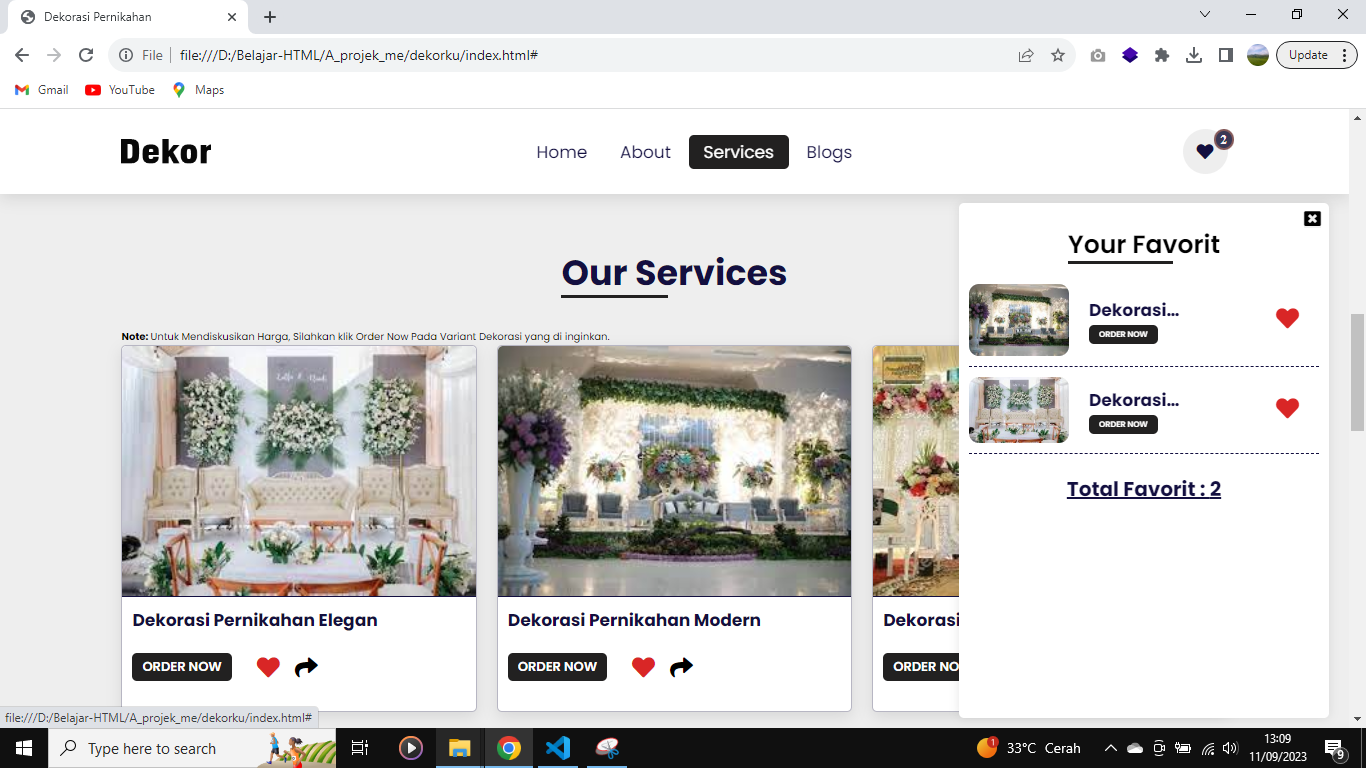 Dekorasi Pernikahan
File
file:///D:/Belajar-HTML/A_projek_me/dekorku/index.html#
Update
Gmail
YouTube
Maps
Dekor
Home
About
Services
Blogs
2
Our Services
Note: Untuk Mendiskusikan Harga, Silahkan klik Order Now Pada Variant Dekorasi yang di inginkan.
Dekorasi Pernikahan Elegan
ORDER NOW
Dekorasi Pernikahan Modern
ORDER NOW
Dekorasi
ORDER NOW
Your Favorit
Dekorasi...
ORDER NOW
Dekorasi...
ORDER NOW
Total Favorit : 2
file:///D:/Belajar-HTML/A_projek_me/dekorku/index.html#
Type here to search
1
33°C Cerah
13:09
11/09/2023
9